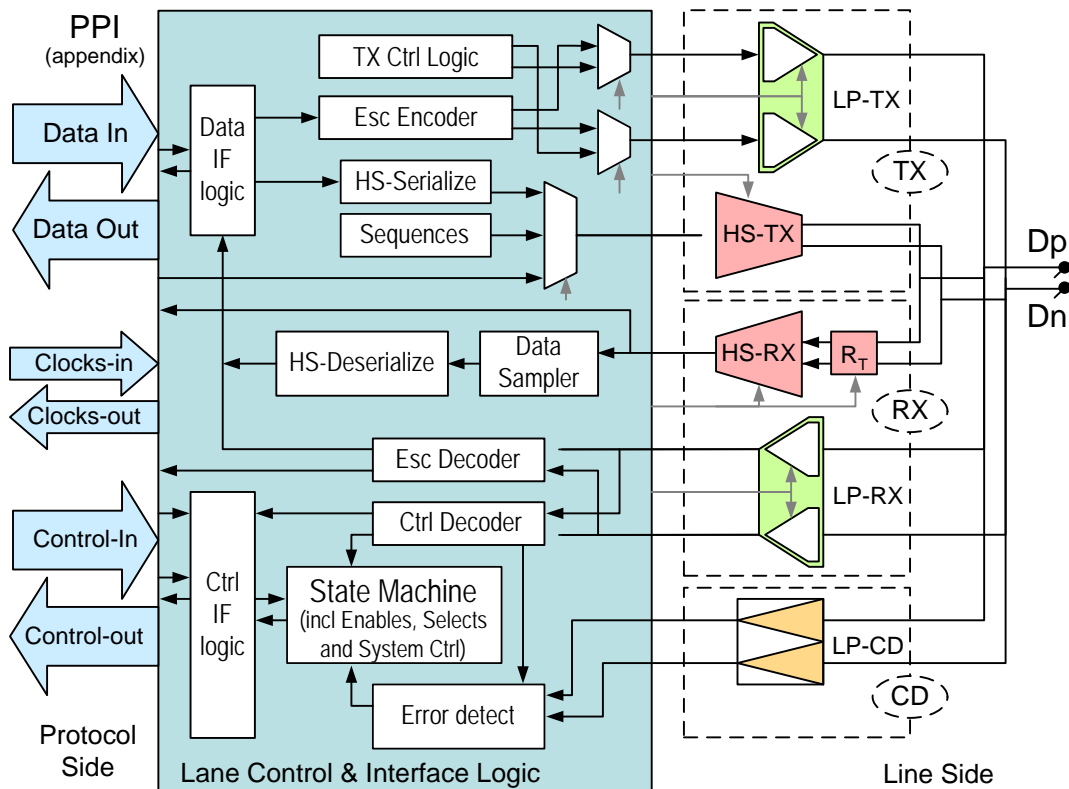 PPI
(appendix)
Data In
Data Out
Clocks-in
Clocks-out
Control-In
Control-out
Protocol
Side
Data
IF
logic
TX Ctrl Logic
Esc Encoder
HS-Serialize
Sequences
HS-Deserialize
Data
Sampler
Esc Decoder
Ctrl Decoder
Ctrl
IF
logic
State Machine
(incl Enables, Selects
and System Ctrl)
Error detect
Lane Control & Interface Logic
LP-TX
TX
HS-TX
HS-RX
RT
RX
LP-RX
LP-CD
CD
Dp
Dn
Line Side